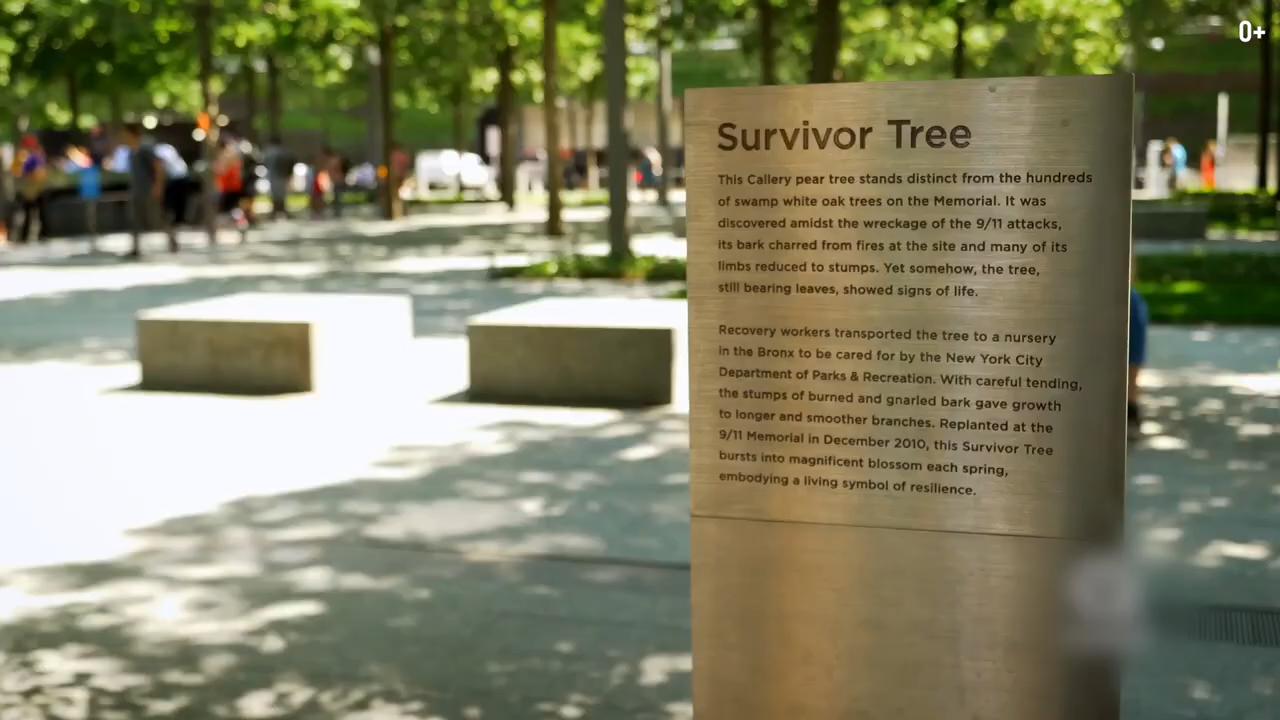 0+
Survivor Tree
This Callery pear tree stands distinct from the hundreds
of swamp white oak trees on the Memorial. It was
discovered amidst the wreckage of the 9/11 attacks,
its bark charred from fires at the site and many of its
limbs reduced to stumps. Yet somehow, the tree,
still bearing leaves, showed signs of life.
Recovery workers transported the tree to a nursery
in the Bronx to be cared for by the New York City
Department of Parks & Recreation. With careful tending,
the stumps of burned and gnarled bark gave growth
to longer and smoother branches. Replanted at the
9/11 Memorial in December 2010, this Survivor Tree
bursts into magnificent blossom each spring,
embodying a living symbol of resilience.